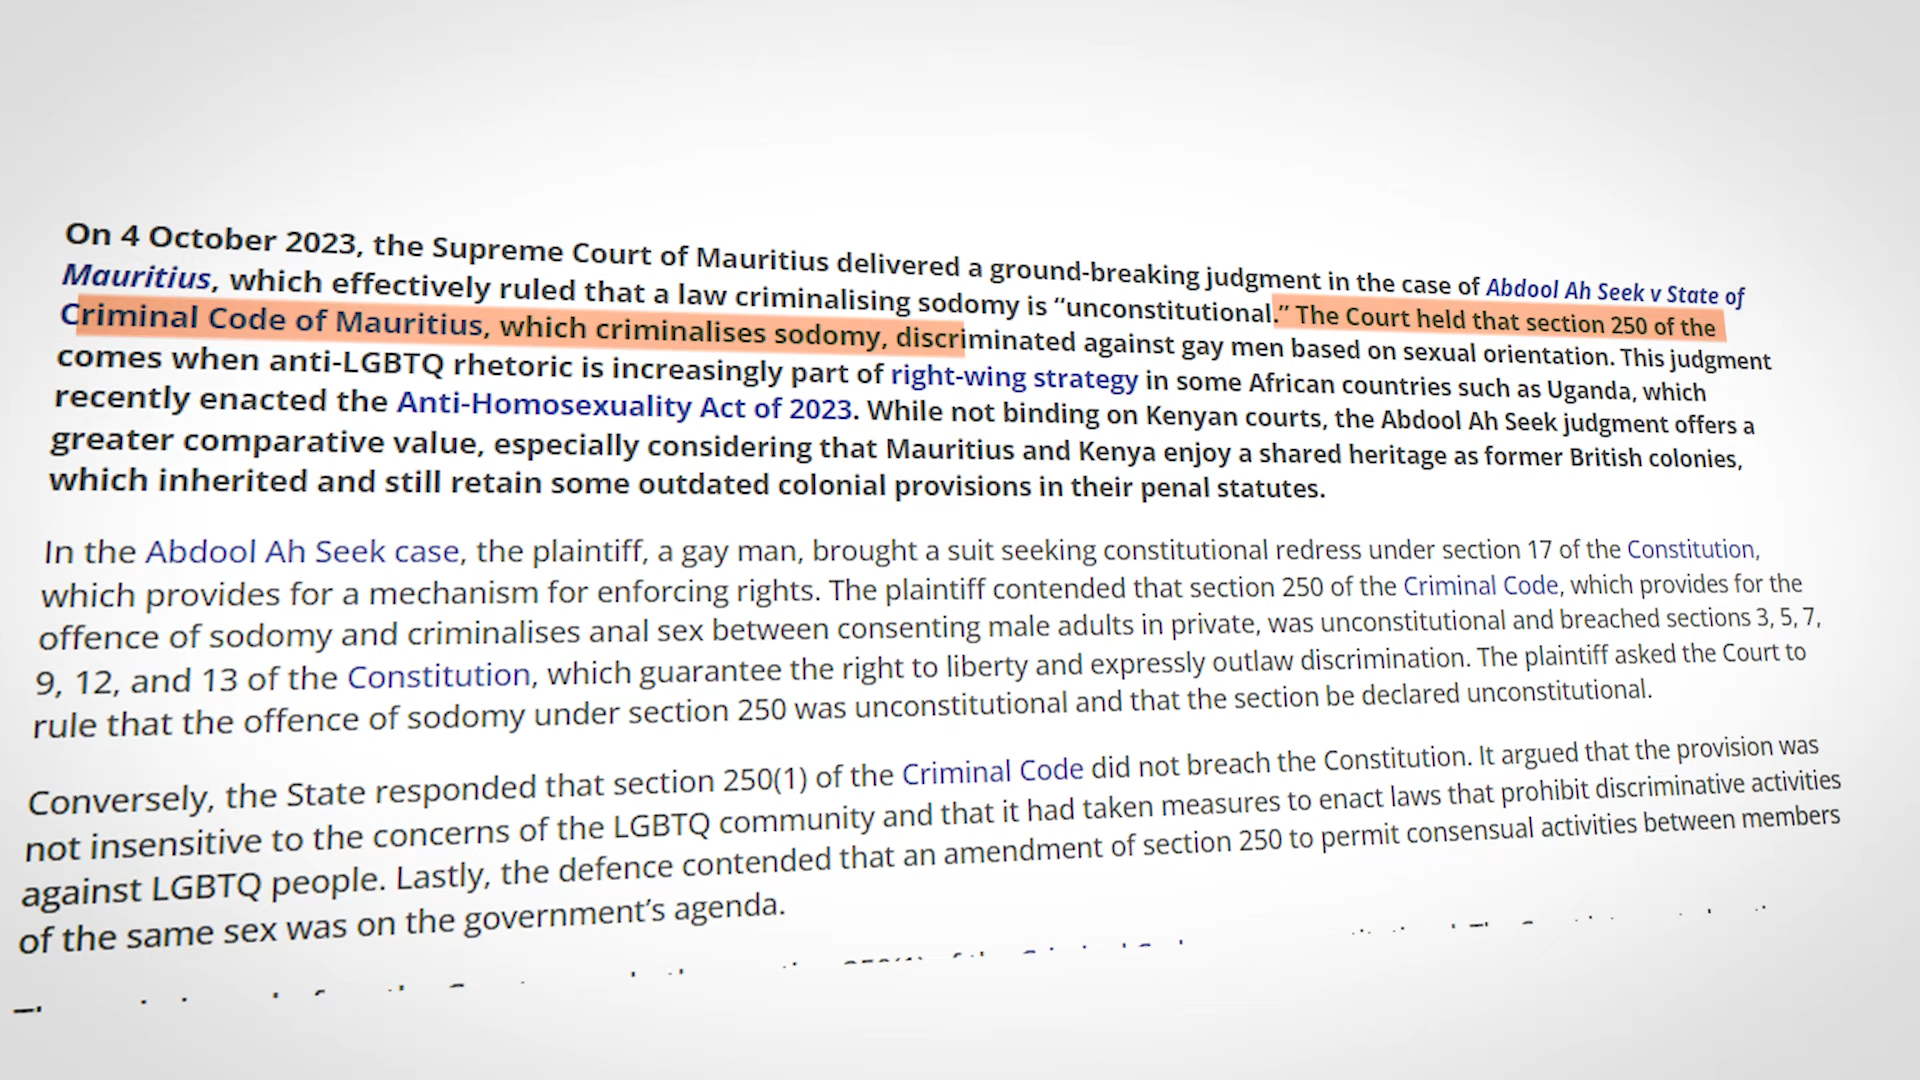 On 4 October 2023, the Supreme Court of Mauritius delivered a ground-breaking judgment in the case of Abdool Ah Seek v State of
Mauritius, which effectively ruled that a law criminalising sodomy is “unconstitutional.” The Court held that section 250 of the
Criminal Code of Mauritius, which criminalises sodomy, discriminated against gay men based on sexual orientation. This judgment
comes when anti-LGBTQ rhetoric is increasingly part of right-wing strategy in some African countries such as Uganda, which
recently enacted the Anti-Homosexuality Act of 2023. While not binding on Kenyan courts, the Abdool Ah Seek judgment offers a
greater comparative value, especially considering that Mauritius and Kenya enjoy a shared heritage as former British colonies,
which inherited and still retain some outdated colonial provisions in their penal statutes.
In the Abdool Ah Seek case, the plaintiff, a gay man, brought a suit seeking constitutional redress under section 17 of the Constitution,
which provides for a mechanism for enforcing rights. The plaintiff contended that section 250 of the Criminal Code, which provides for the
offence of sodomy and criminalises anal sex between consenting male adults in private, was unconstitutional and breached sections 3, 5, 7,
9, 12, and 13 of the Constitution, which guarantee the right to liberty and expressly outlaw discrimination. The plaintiff asked the Court to
rule that the offence of sodomy under section 250 was unconstitutional and that the section be declared unconstitutional.
Conversely, the State responded that section 250(1) of the Criminal Code did not breach the Constitution. It argued that the provision was
not insensitive to the concerns of the LGBTQ community and that it had taken measures to enact laws that prohibit discriminative activities
against LGBTQ people. Lastly, the defence contended that an amendment of section 250 to permit consensual activities between members
of the same sex was on the government’s agenda.